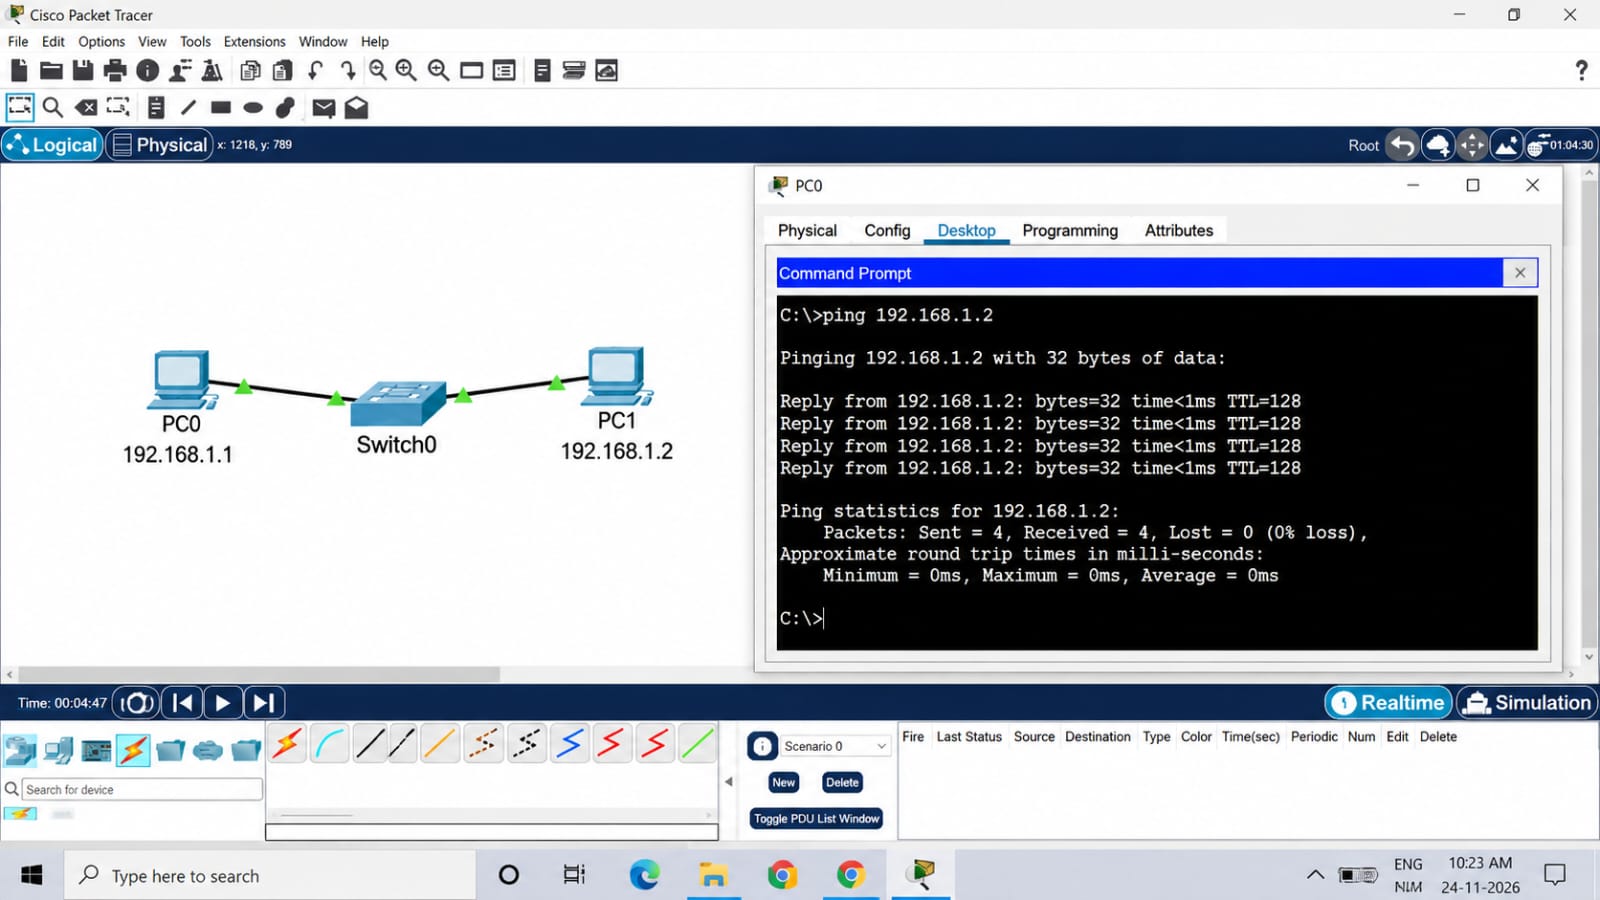 Cisco Packet Tracer
File Edit Options View Tools Extensions Window Help
Logical Physical x: 1218, y: 789 Root 01:04:30
PC0
Physical Config Desktop Programming Attributes
Command Prompt
C:\>ping 192.168.1.2
Pinging 192.168.1.2 with 32 bytes of data:
Reply from 192.168.1.2: bytes=32 time<1ms TTL=128
Reply from 192.168.1.2: bytes=32 time<1ms TTL=128
Reply from 192.168.1.2: bytes=32 time<1ms TTL=128
Reply from 192.168.1.2: bytes=32 time<1ms TTL=128
Ping statistics for 192.168.1.2:
Packets: Sent = 4, Received = 4, Lost = 0 (0% loss),
Approximate round trip times in milli-seconds:
Minimum = 0ms, Maximum = 0ms, Average = 0ms
C:\>
PC0
192.168.1.1
Switch0
PC1
192.168.1.2
Time: 00:04:47 Realtime Simulation
Search for device
Scenario 0
New Delete
Toggle PDU List Window
Fire Last Status Source Destination Type Color Time(sec) Periodic Num Edit Delete
Type here to search
ENG
NLM
10:23 AM
24-11-2026